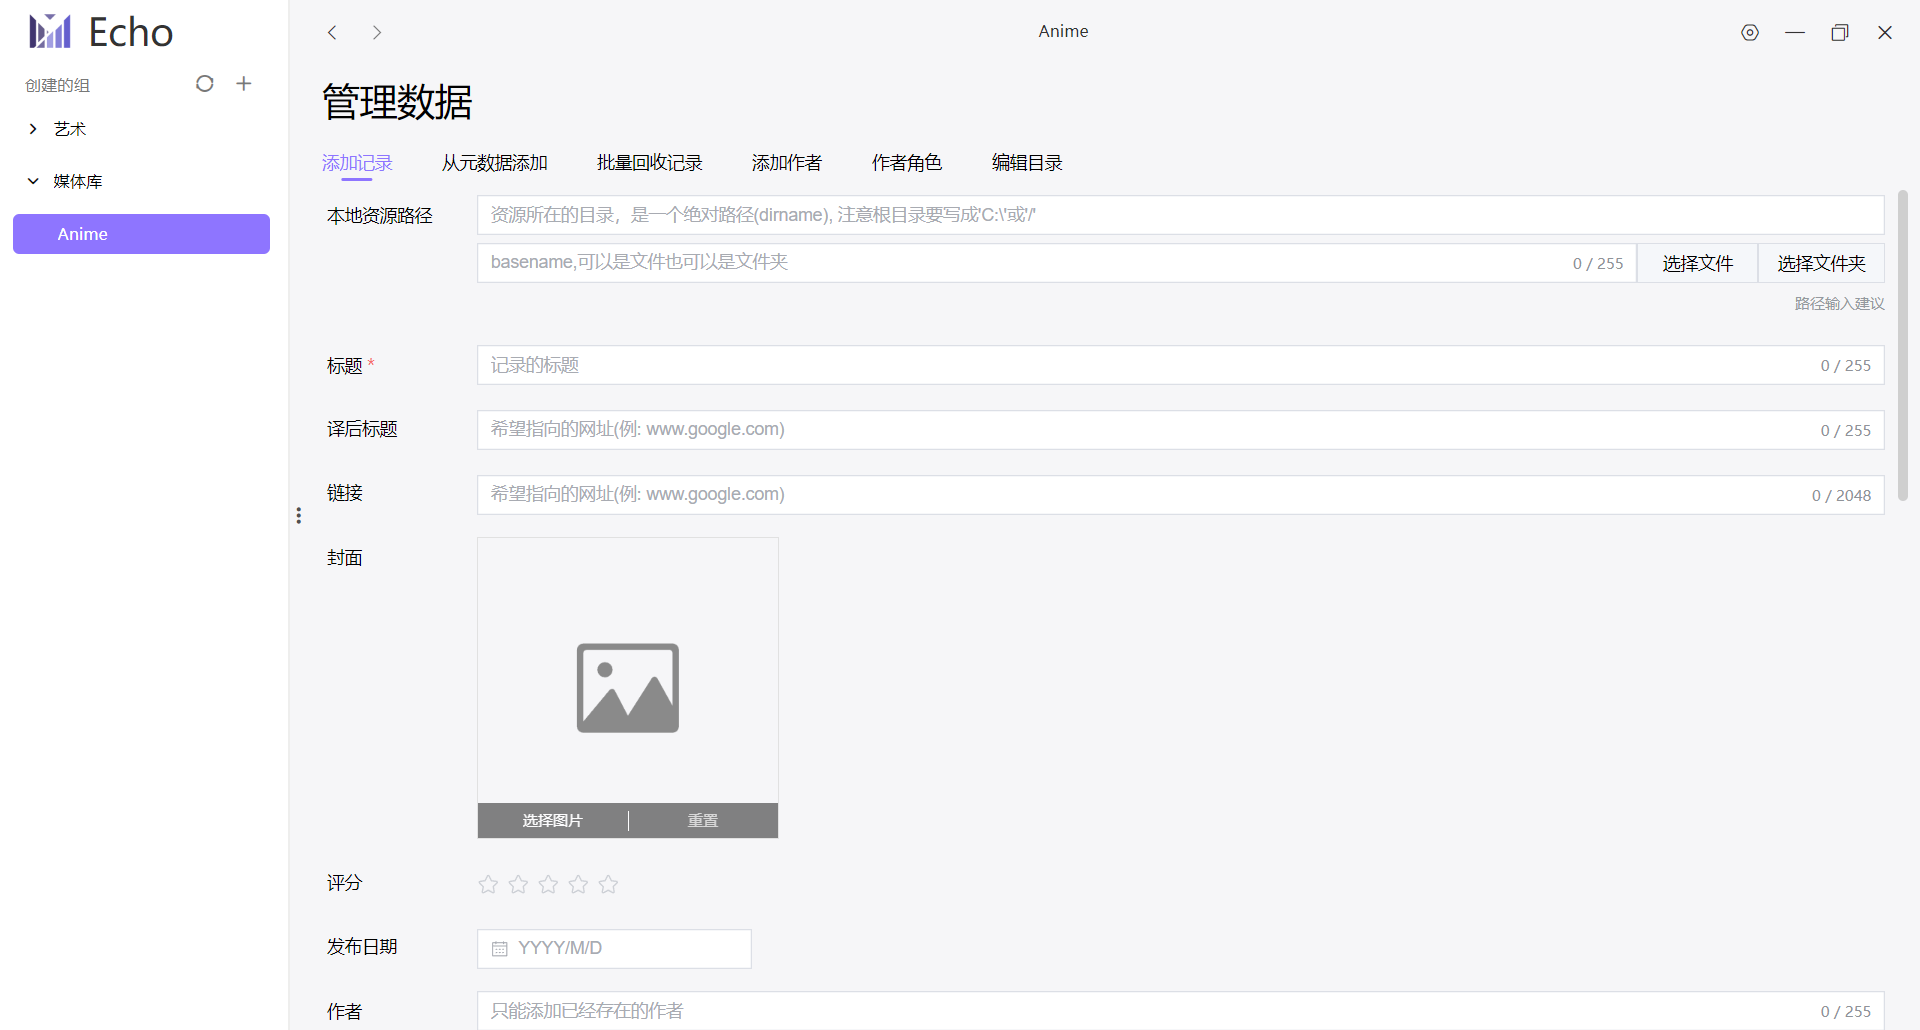 Echo
Anime
创建的组
艺术
媒体库
Anime
管理数据
添加记录 从元数据添加 批量回收记录 添加作者 作者角色 编辑目录
本地资源路径 资源所在的目录，是一个绝对路径(dirname), 注意根目录要写成'C:\'或'/'
basename,可以是文件也可以是文件夹 0 / 255 选择文件 选择文件夹
路径输入建议
标题 * 记录的标题 0 / 255
译后标题 希望指向的网址(例: www.google.com) 0 / 255
链接 希望指向的网址(例: www.google.com) 0 / 2048
封面
选择图片 重置
评分
发布日期 YYYY/M/D
作者 只能添加已经存在的作者 0 / 255